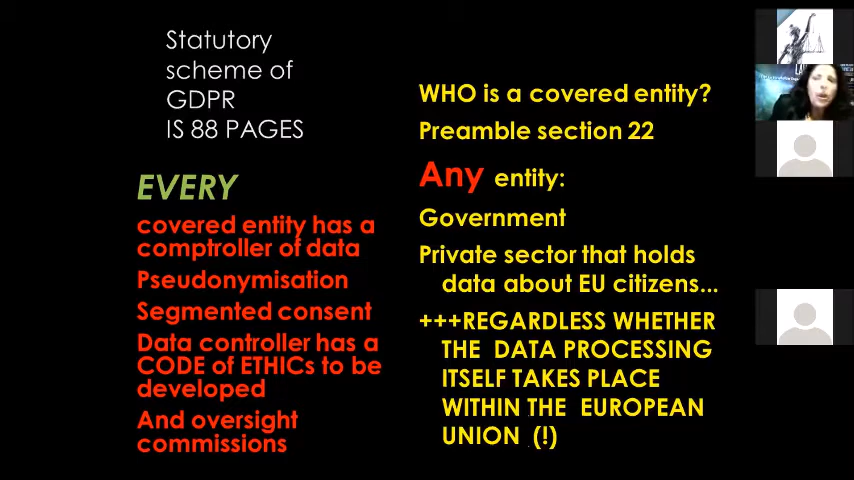 Statutory
scheme of
GDPR
IS 88 PAGES
EVERY
covered entity has a
comptroller of data
Pseudonymisation
Segmented consent
Data controller has a
CODE of ETHICs to be
developed
And oversight
commissions
WHO is a covered entity?
Preamble section 22
Any entity:
Government
Private sector that holds
data about EU citizens...
+++REGARDLESS WHETHER
THE DATA PROCESSING
ITSELF TAKES PLACE
WITHIN THE EUROPEAN
UNION (!)